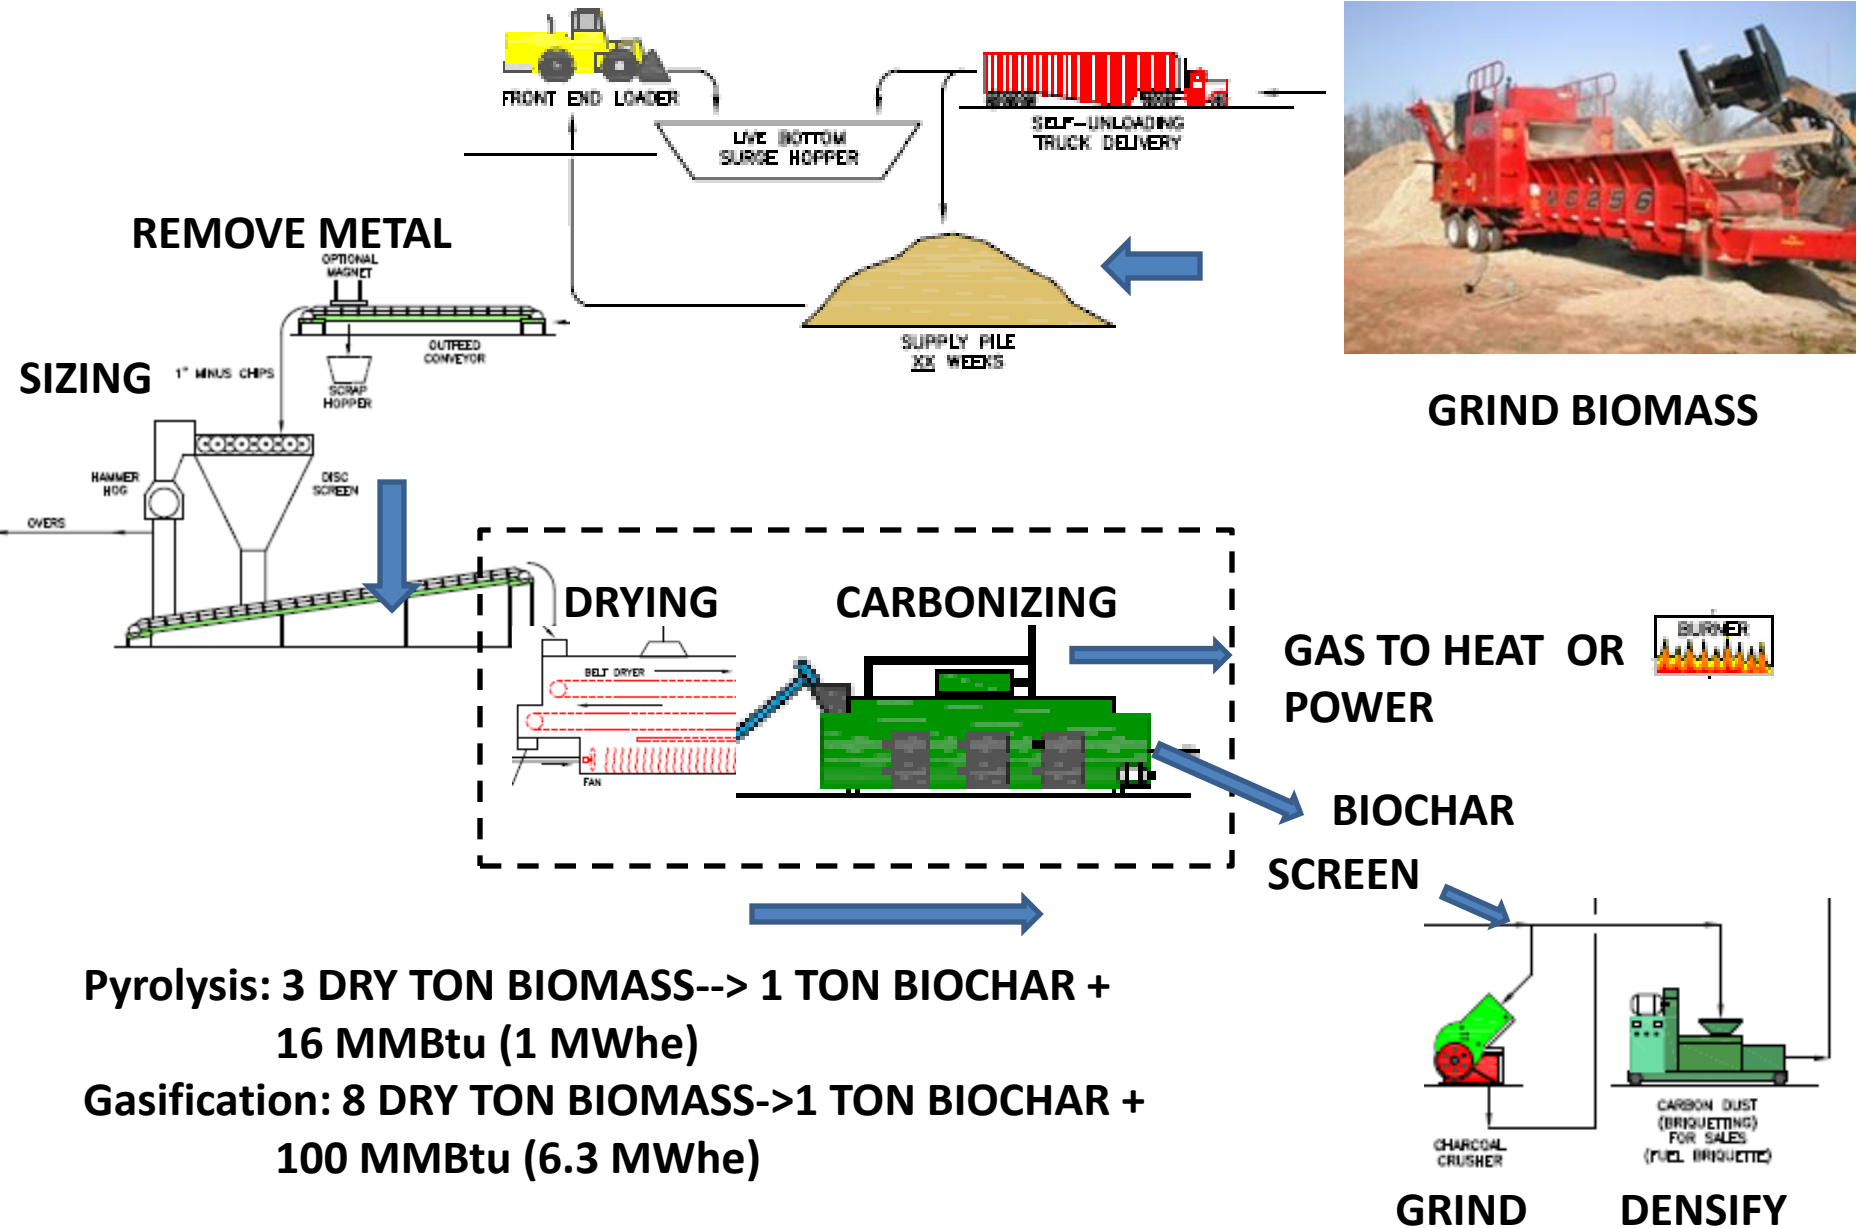 FRONT END LOADER
LIVE BOTTOM
SURGE HOPPER
SELF-UNLOADING
TRUCK DELIVERY
REMOVE METAL
OPTIONAL
MAGNET
OUTFEED
CONVEYOR
SUPPLY PILE
XX WEEKS
SIZING
1" MINUS CHIPS
SCRAP
HOPPER
GRIND BIOMASS
HAMMER
HOG
DISC
SCREEN
OVERS
DRYING
CARBONIZING
BELT DRYER
FAN
GAS TO HEAT OR
POWER
BURNER
BIOCHAR
SCREEN
Pyrolysis: 3 DRY TON BIOMASS--> 1 TON BIOCHAR +
16 MMBtu (1 MWhe)
Gasification: 8 DRY TON BIOMASS->1 TON BIOCHAR +
100 MMBtu (6.3 MWhe)
CHARCOAL
CRUSHER
CARBON DUST
(BRIQUETTING)
FOR SALES
(FUEL BRIQUETTE)
GRIND
DENSIFY